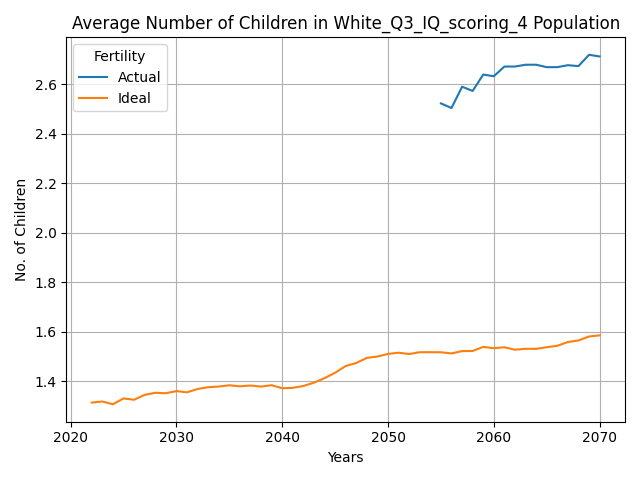 Average Number of Children in White_Q3_IQ_scoring_4 Population
Fertility
Actual
Ideal
No. of Children
2.6
2.4
2.2
2.0
1.8
1.6
1.4
2020 2030 2040 2050 2060 2070
Years